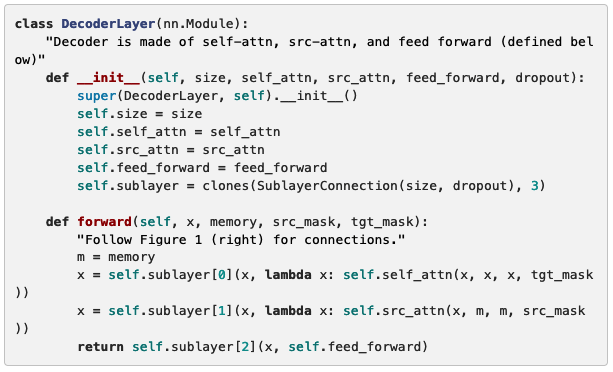 class DecoderLayer(nn.Module):
    "Decoder is made of self-attn, src-attn, and feed forward (defined bel
ow)"
    def __init__(self, size, self_attn, src_attn, feed_forward, dropout):
        super(DecoderLayer, self).__init__()
        self.size = size
        self.self_attn = self_attn
        self.src_attn = src_attn
        self.feed_forward = feed_forward
        self.sublayer = clones(SublayerConnection(size, dropout), 3)

    def forward(self, x, memory, src_mask, tgt_mask):
        "Follow Figure 1 (right) for connections."
        m = memory
        x = self.sublayer[0](x, lambda x: self.self_attn(x, x, x, tgt_mask
))
        x = self.sublayer[1](x, lambda x: self.src_attn(x, m, m, src_mask
))
        return self.sublayer[2](x, self.feed_forward)